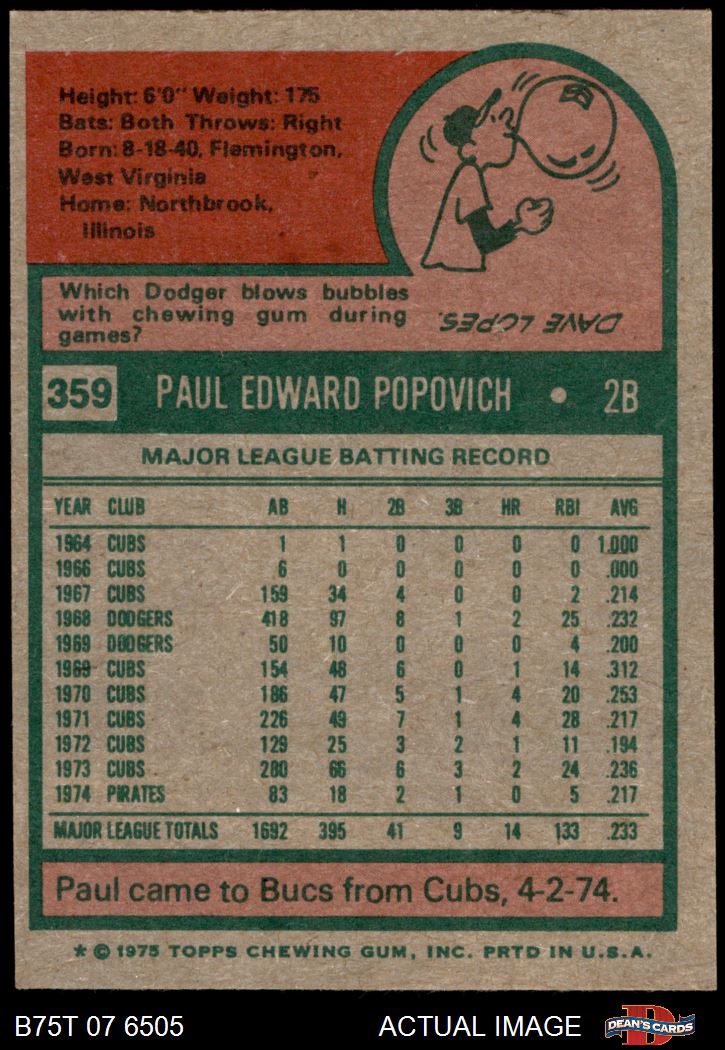 Height: 6'0" Weight: 175
Bats: Both Throws: Right
Born: 8-18-40, Flemington,
West Virginia
Home: Northbrook,
Illinois
Which Dodger blows bubbles
with chewing gum during
games?
DAVE LOPES.
359 PAUL EDWARD POPOVICH • 2B
MAJOR LEAGUE BATTING RECORD
YEAR CLUB AB H 2B 3B HR RBI AVG
1964 CUBS 1 1 0 0 0 0 1.000
1966 CUBS 6 0 0 0 0 0 .000
1967 CUBS 159 34 4 0 0 2 .214
1968 DODGERS 418 97 8 1 2 25 .232
1969 DODGERS 50 10 0 0 0 4 .200
1969 CUBS 154 48 6 0 1 14 .312
1970 CUBS 186 47 5 1 4 20 .253
1971 CUBS 226 49 7 1 4 28 .217
1972 CUBS 129 25 3 2 1 11 .194
1973 CUBS 280 66 6 3 2 24 .236
1974 PIRATES 83 18 2 1 0 5 .217
MAJOR LEAGUE TOTALS 1692 395 41 9 14 133 .233
Paul came to Bucs from Cubs, 4-2-74.
* © 1975 TOPPS CHEWING GUM, INC. PRTD IN U.S.A.
B75T 07 6505 ACTUAL IMAGE
D
DEAN'S CARDS